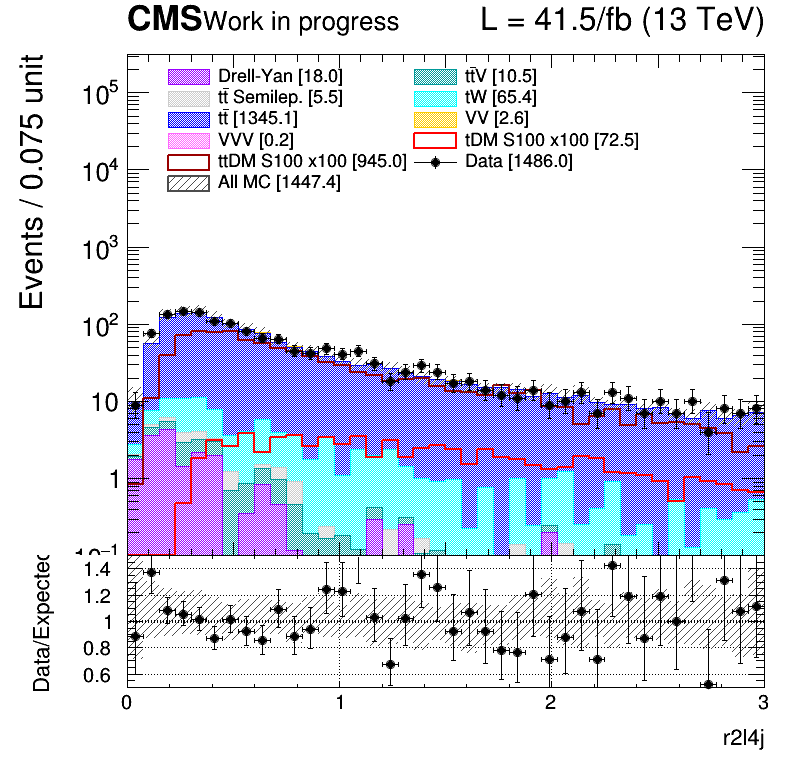 CMS Work in progress L = 41.5/fb (13 TeV)
Events / 0.075 unit
Drell-Yan [18.0] tt̄V [10.5]
tt̄ Semilep. [5.5] tW [65.4]
tt̄ [1345.1] VV [2.6]
VVV [0.2] tDM S100 x100 [72.5]
ttDM S100 x100 [945.0] Data [1486.0]
All MC [1447.4]
10⁵
10⁴
10³
10²
10
1
10⁻¹
Data/Expected
1.4
1.2
1
0.8
0.6
0 1 2 3
r2l4j